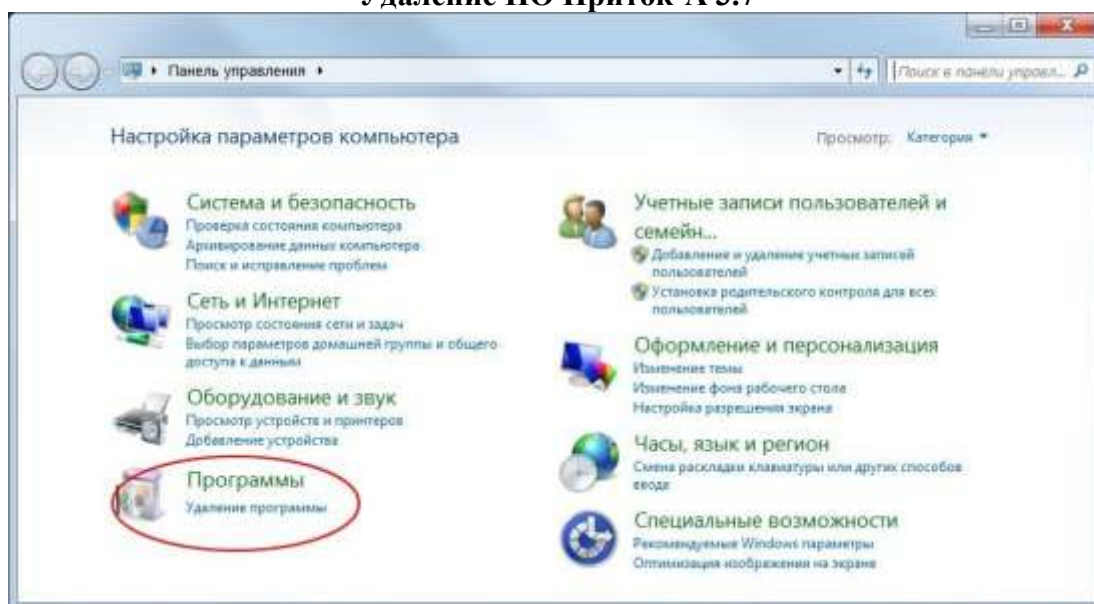 Удаление ПО Приток-А 3.7
Панель управления
Поиск в панели управл...
Настройка параметров компьютера
Просмотр: Категория
Система и безопасность
Проверка состояния компьютера
Архивирование данных компьютера
Поиск и исправление проблем
Сеть и Интернет
Просмотр состояния сети и задач
Выбор параметров домашней группы и общего
доступа к данным
Оборудование и звук
Просмотр устройств и принтеров
Добавление устройства
Программы
Удаление программы
Учетные записи пользователей и
семейн...
Добавление и удаление учетных записей
пользователей
Установка родительского контроля для всех
пользователей
Оформление и персонализация
Изменение темы
Изменение фона рабочего стола
Настройка разрешения экрана
Часы, язык и регион
Смена раскладки клавиатуры или других способов
ввода
Специальные возможности
Рекомендуемые Windows параметры
Оптимизация изображения на экране